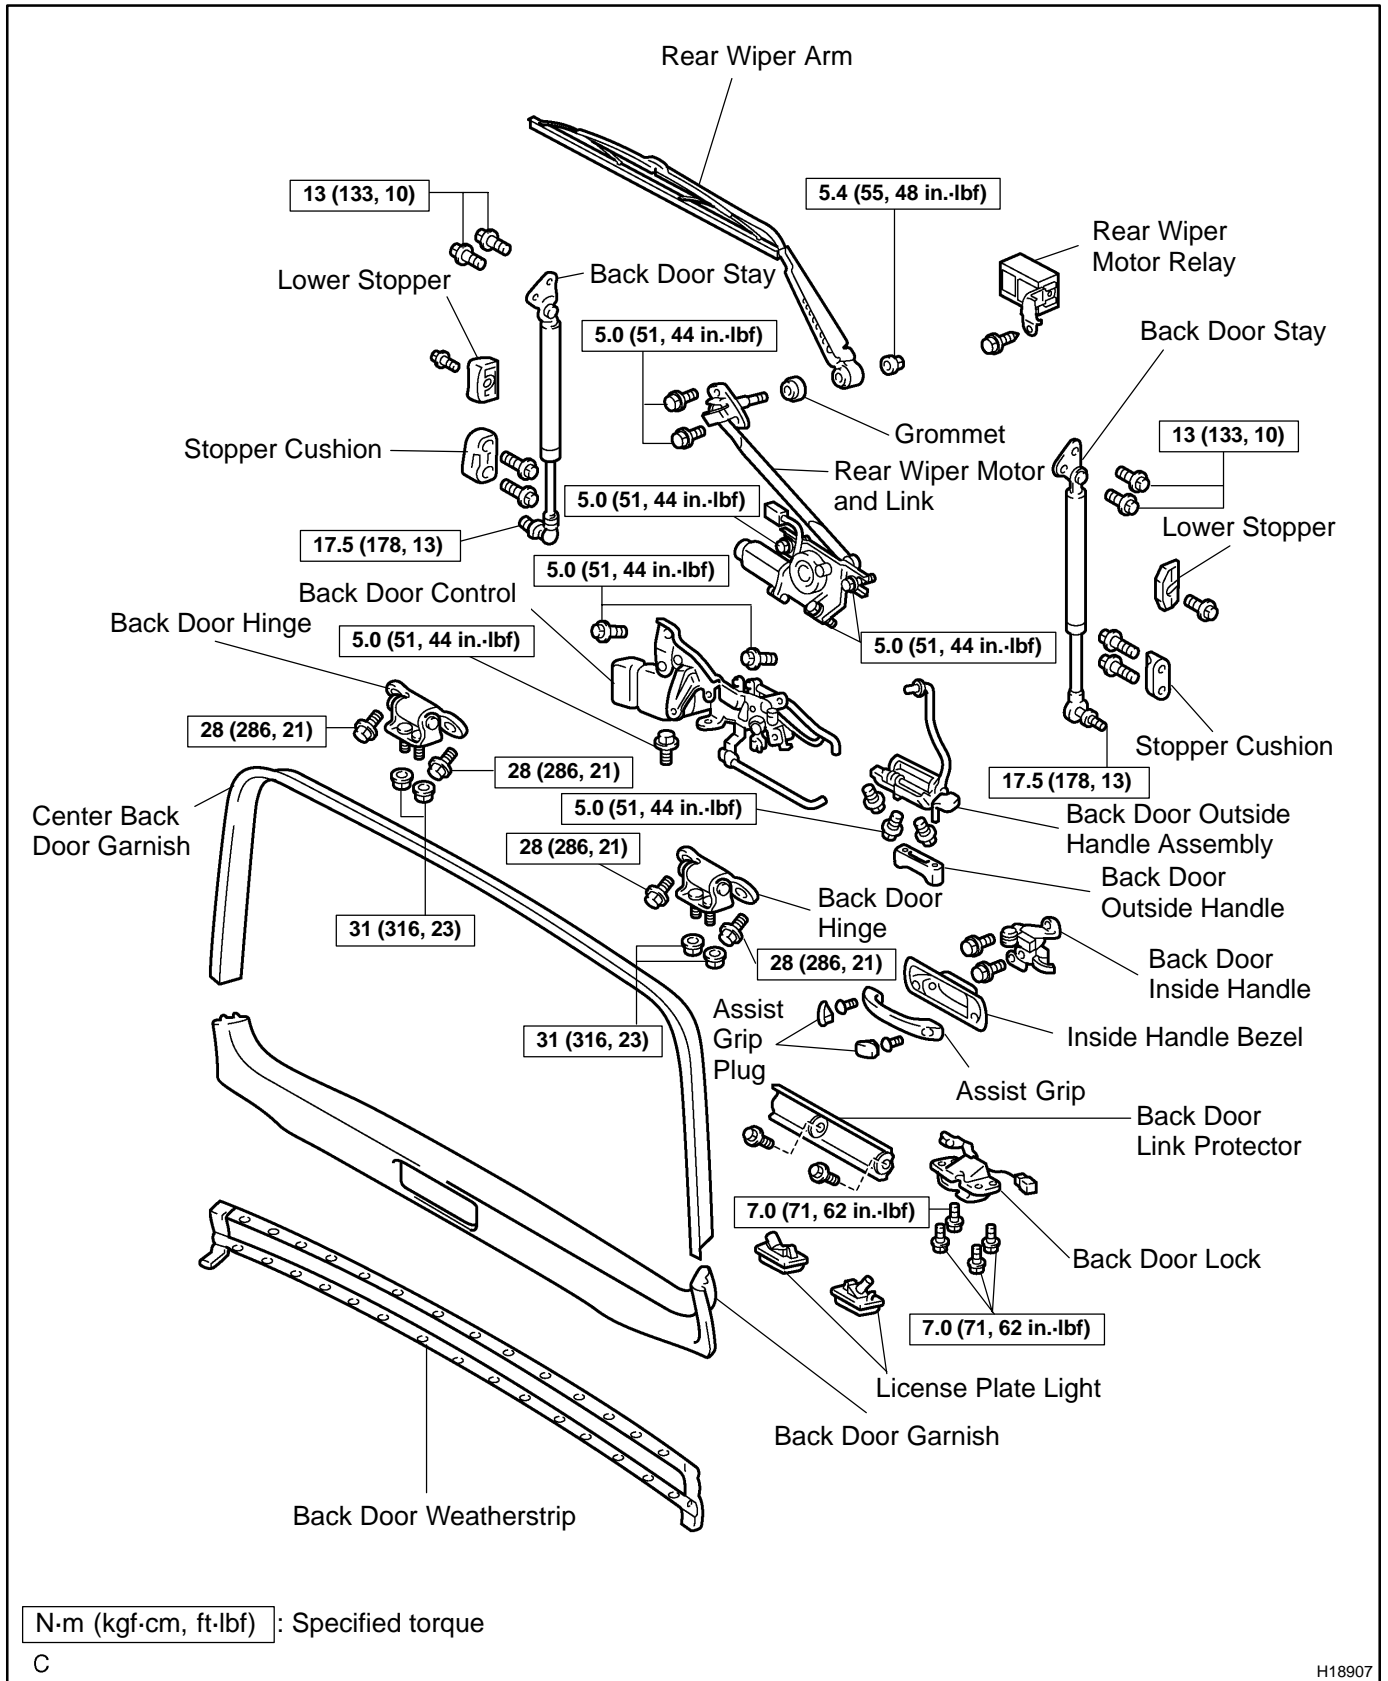 Rear Wiper Arm
13 (133, 10)
5.4 (55, 48 in.·lbf)
Rear Wiper
Motor Relay
Lower Stopper
Back Door Stay
5.0 (51, 44 in.·lbf)
Back Door Stay
Stopper Cushion
Grommet
13 (133, 10)
Rear Wiper Motor
and Link
5.0 (51, 44 in.·lbf)
Lower Stopper
17.5 (178, 13)
5.0 (51, 44 in.·lbf)
Back Door Control
Back Door Hinge
5.0 (51, 44 in.·lbf)
5.0 (51, 44 in.·lbf)
28 (286, 21)
Stopper Cushion
28 (286, 21)
17.5 (178, 13)
5.0 (51, 44 in.·lbf)
Center Back
Door Garnish
Back Door Outside
Handle Assembly
28 (286, 21)
Back Door
Outside Handle
Back Door
Hinge
31 (316, 23)
28 (286, 21)
Back Door
Inside Handle
Assist
Grip
Plug
31 (316, 23)
Inside Handle Bezel
Assist Grip
Back Door
Link Protector
7.0 (71, 62 in.·lbf)
Back Door Lock
7.0 (71, 62 in.·lbf)
License Plate Light
Back Door Garnish
Back Door Weatherstrip
N·m (kgf·cm, ft·lbf) : Specified torque
C
H18907